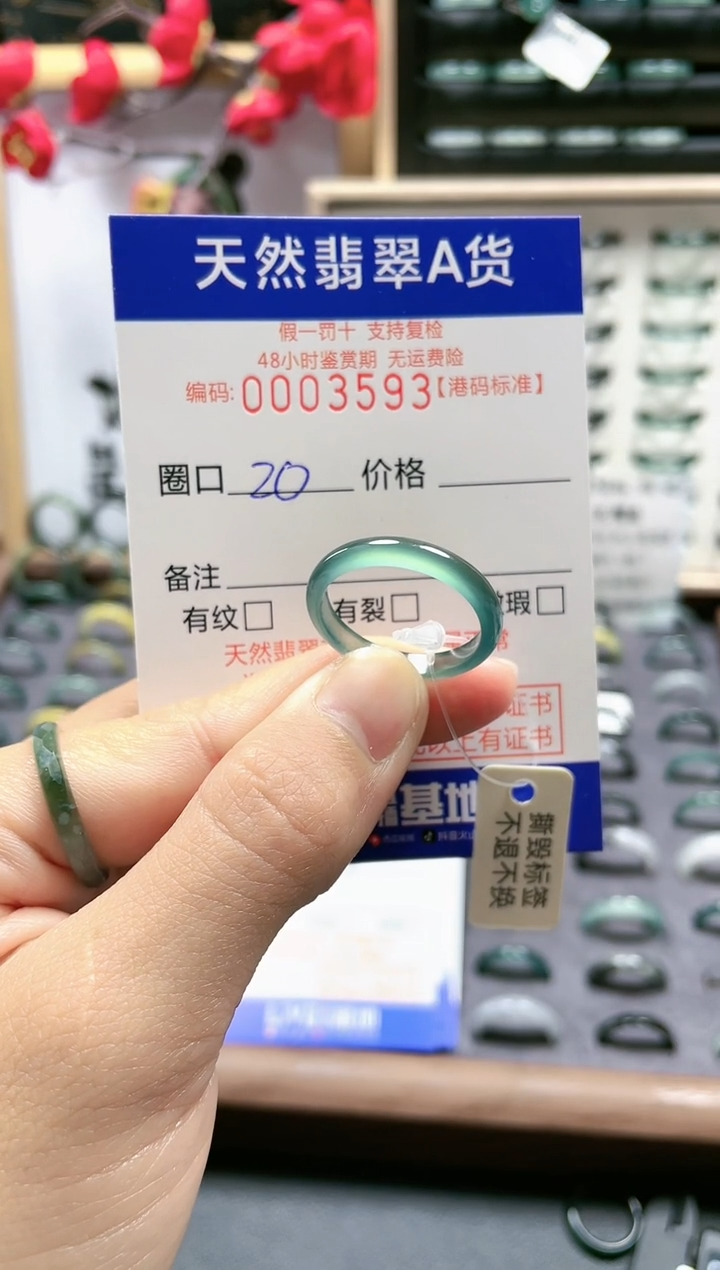 天然翡翠A货
假一罚十 支持复检
48小时鉴赏期 无运费险
编码:0003593【港码标准】
圈口 20 价格
备注
有纹□ 有裂□ 瑕□
天然翡翠 常
证书
以上有证书
基地
撕毁标签
不退不换